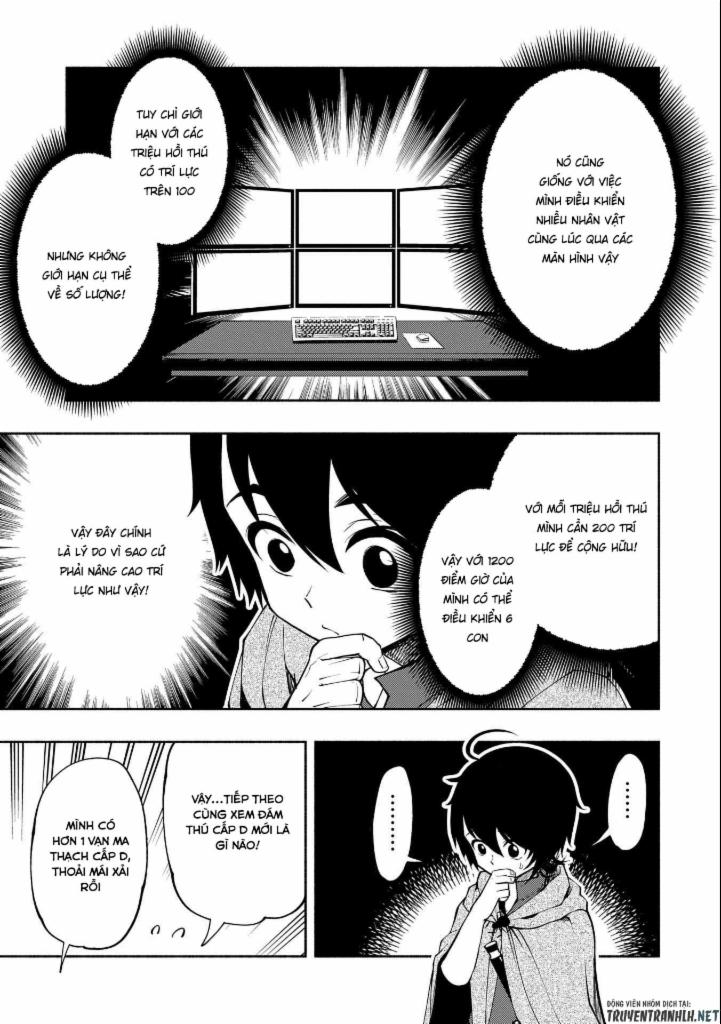 NÓ CŨNG
GIỐNG VỚI VIỆC
MÌNH ĐIỀU KHIỂN
NHIỀU NHÂN VẬT
CÙNG LÚC QUA CÁC
MÀN HÌNH VẬY
TUY CHỈ GIỚI
HẠN VỚI CÁC
TRIỆU HỒI THÚ
CÓ TRÍ LỰC
TRÊN 100
NHƯNG KHÔNG
GIỚI HẠN CỤ THỂ
VỀ SỐ LƯỢNG!
VỚI MỖI TRIỆU HỒI THÚ
MÌNH CẦN 200 TRÍ
LỰC ĐỂ CỘNG HỮU!
VẬY VỚI 1200
ĐIỂM GIỜ CỦA
MÌNH CÓ THỂ
ĐIỀU KHIỂN 6
CON
VẬY ĐÂY CHÍNH
LÀ LÝ DO VÌ SAO CỨ
PHẢI NÂNG CAO TRÍ
LỰC NHƯ VẬY!
......
......
VẬY...TIẾP THEO
CÙNG XEM ĐÁM
THÚ CẤP D MỚI LÀ
GÌ NÀO!
MÌNH CÓ
HƠN 1 VẠN MA
THẠCH CẤP D,
THOẢI MÁI XẢI
RỒI
ĐỘNG VIÊN NHÓM DỊCH TẠI:
TRUYENTRANHLH.NET